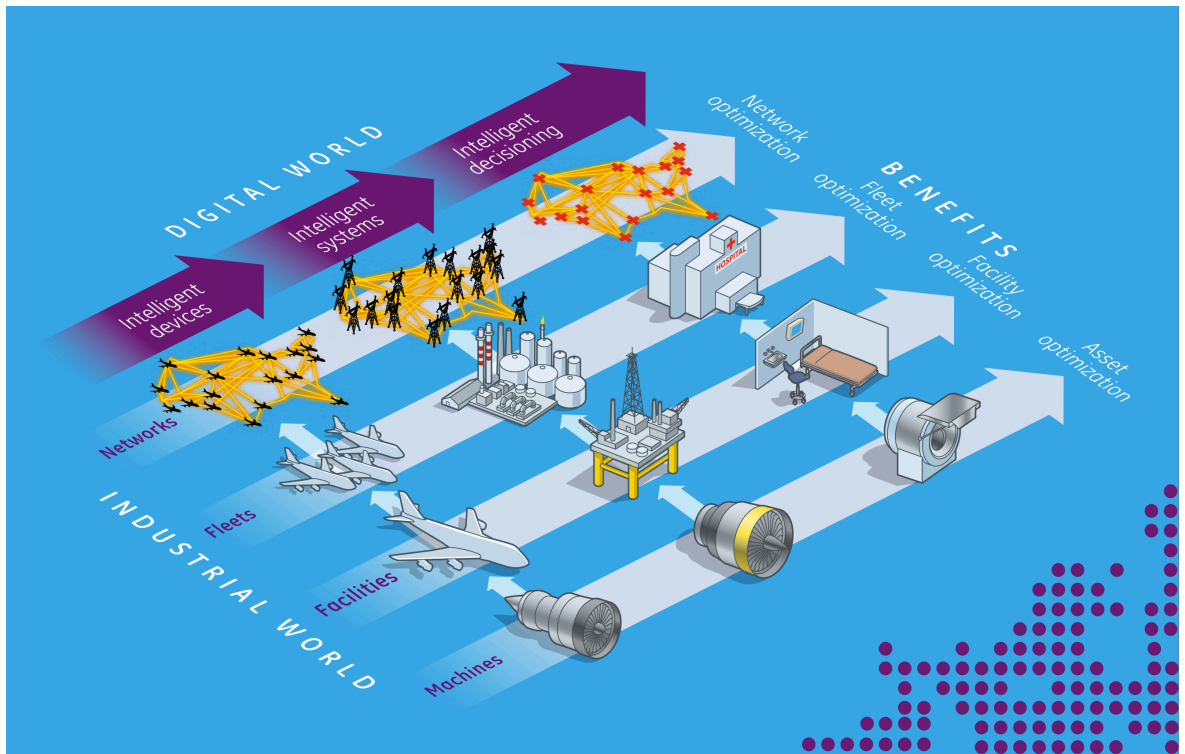 DIGITAL WORLD
Intelligent
devices
Intelligent
systems
Intelligent
decisioning
INDUSTRIAL WORLD
Networks
Fleets
Facilities
Machines
BENEFITS
Network
optimization
Fleet
optimization
Facility
optimization
Asset
optimization
HOSPITAL